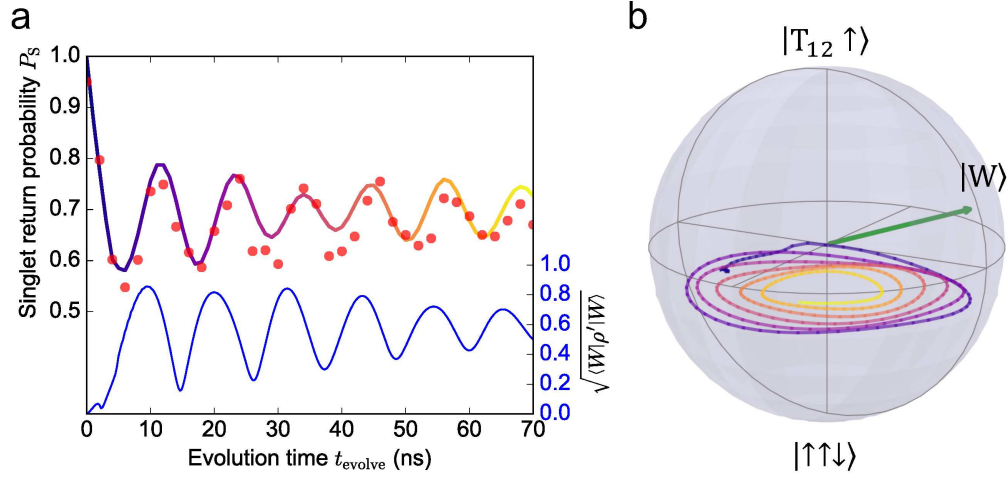 a
b
Singlet return probability P_S
1.0
0.9
0.8
0.7
0.6
0.5
1.0
0.8
0.6
0.4
0.2
0.0
√⟨W|ρ'|W⟩
0 10 20 30 40 50 60 70
Evolution time t_evolve (ns)
|T₁₂ ↑⟩
|W⟩
|↑↑↓⟩